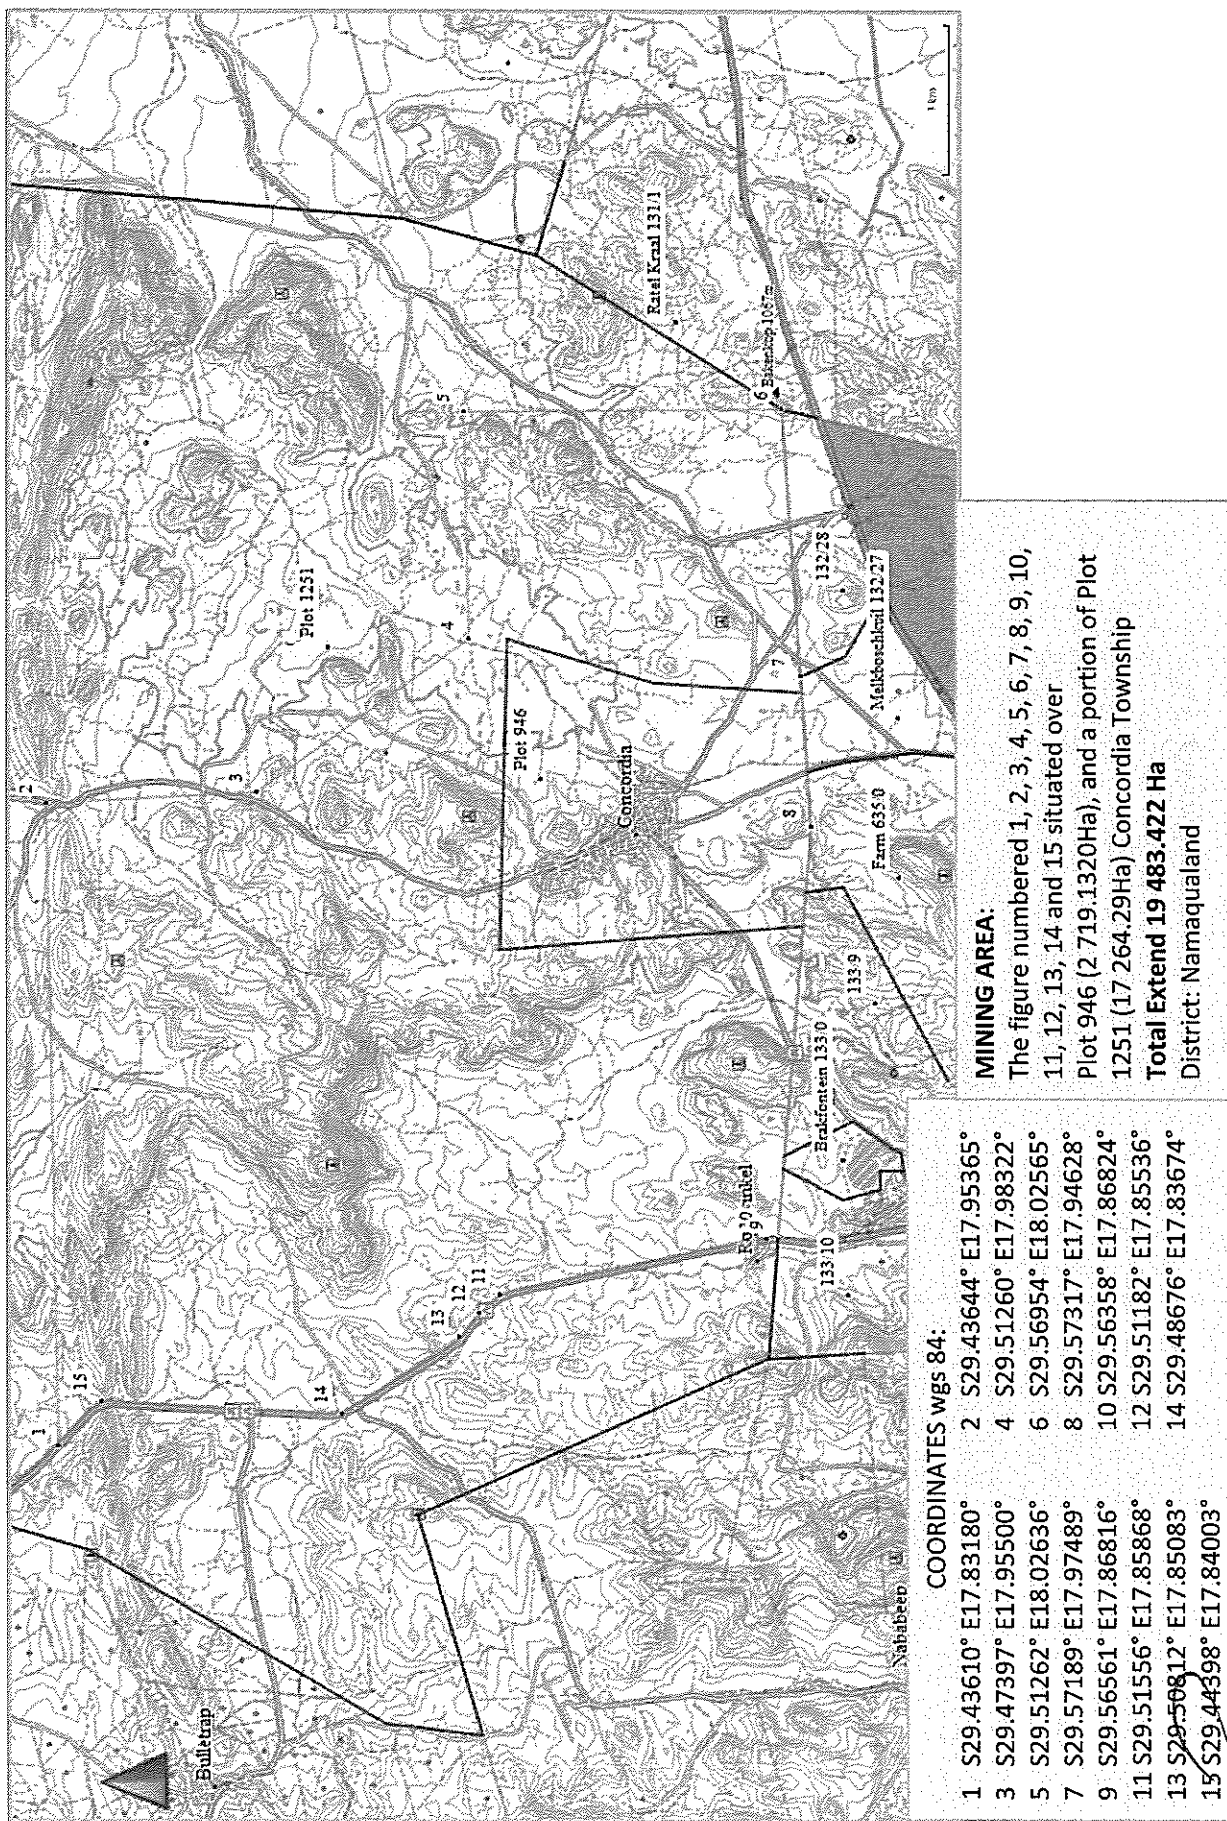 1
15
14
13
12
11
2
3
4
5
6
7
8
9
Bulletrap
Nababeep
Plot 1251
Plot 946
Concordia
Ratel Kraal 131/1
132/28
Melkboschkuil 132/27
Farm 635/0
133/9
Brakfontein 133/0
133/10
COORDINATES wgs 84:
1 S29.43610° E17.83180° 2 S29.43644° E17.95365°
3 S29.47397° E17.95500° 4 S29.51260° E17.98322°
5 S29.51262° E18.02636° 6 S29.56954° E18.02565°
7 S29.57189° E17.97489° 8 S29.57317° E17.94628°
9 S29.56561° E17.86816° 10 S29.56358° E17.86824°
11 S29.51556° E17.85868° 12 S29.51182° E17.85536°
13 S29.50812° E17.85083° 14 S29.48676° E17.83674°
15 S29.44398° E17.84003°
MINING AREA:
The figure numbered 1, 2, 3, 4, 5, 6, 7, 8, 9, 10,
11, 12, 13, 14 and 15 situated over
Plot 946 (2 719.1320Ha), and a portion of Plot
1251 (17 264.29Ha) Concordia Township
Total Extend 19 483.422 Ha
District: Namaqualand